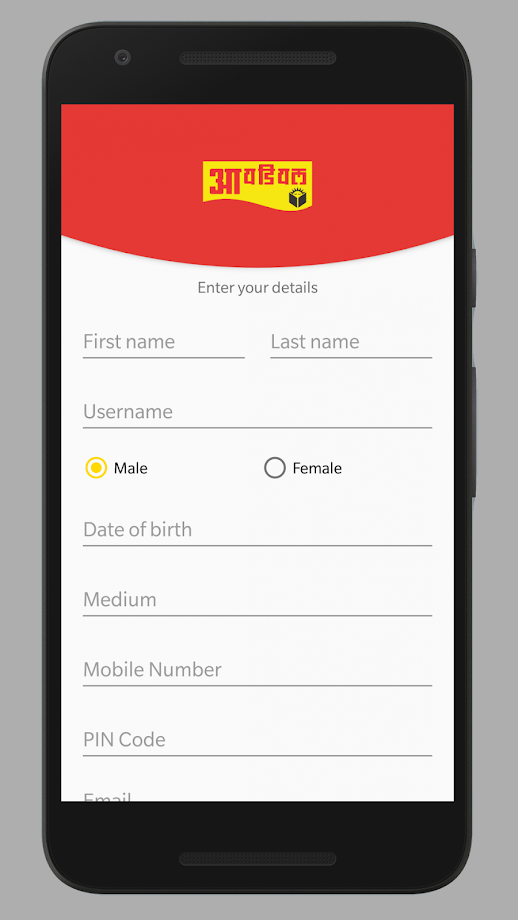 आवडिवल
Enter your details
First name Last name
Username
Male Female
Date of birth
Medium
Mobile Number
PIN Code
Email